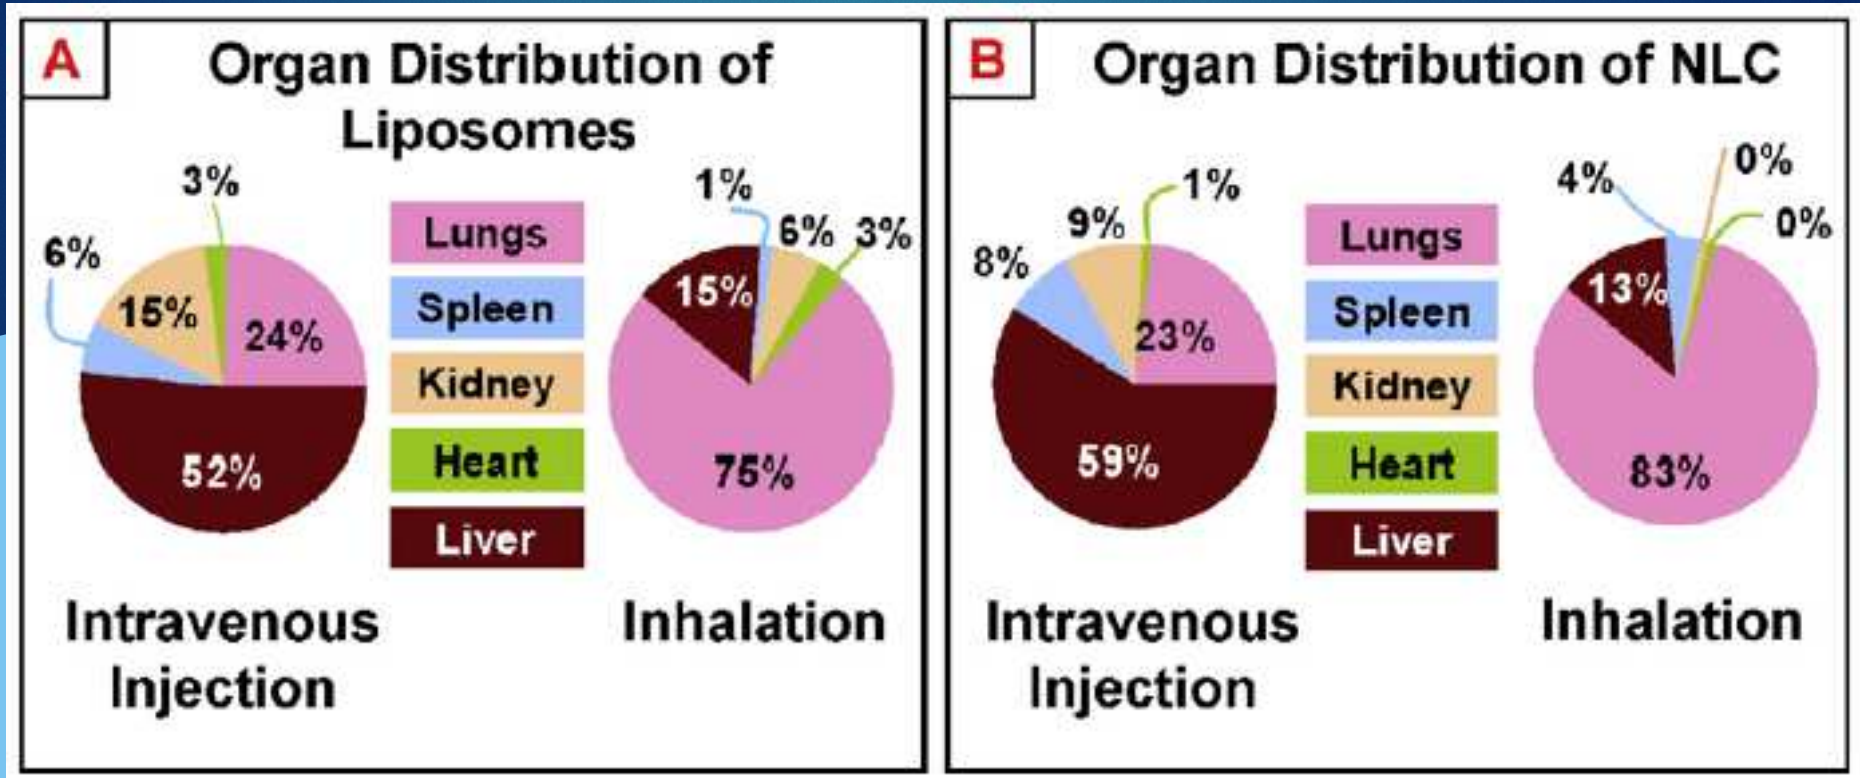 A
Organ Distribution of
Liposomes
3%
6%
15%
24%
52%
Lungs
Spleen
Kidney
Heart
Liver
1%
6%
3%
15%
75%
Intravenous
Injection
Inhalation
B
Organ Distribution of NLC
1%
9%
8%
23%
59%
Lungs
Spleen
Kidney
Heart
Liver
0%
4%
0%
13%
83%
Intravenous
Injection
Inhalation